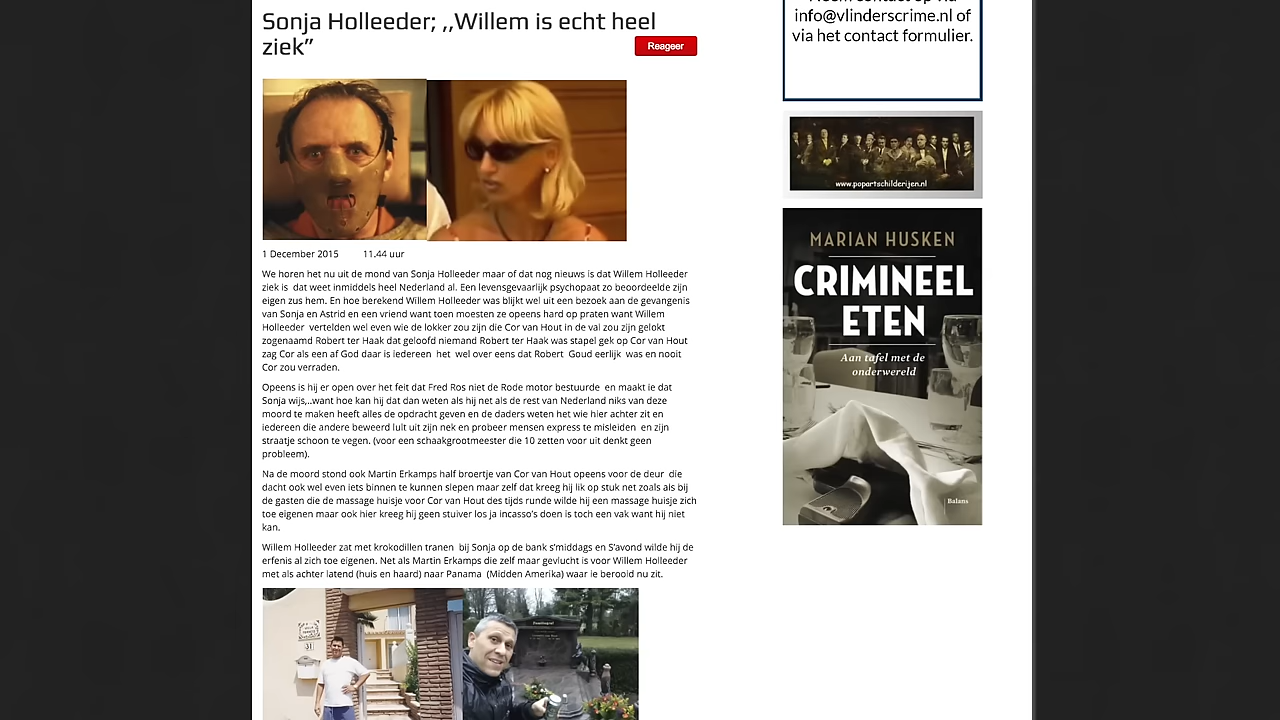 Sonja Holleeder; ,,Willem is echt heel
ziek”
Reageer
1 December 2015 11.44 uur
We horen het nu uit de mond van Sonja Holleeder maar of dat nog nieuws is dat Willem Holleeder
ziek is dat weet inmiddels heel Nederland al. Een levensgevaarlijk psychopaat zo beoordeelde zijn
eigen zus hem. En hoe berekend Willem Holleeder was blijkt wel uit een bezoek aan de gevangenis
van Sonja en Astrid en een vriend want toen moesten ze opeens hard op praten want Willem
Holleeder vertelden wel even wie de lokker zou zijn die Cor van Hout in de val zou zijn gelokt
zogenaamd Robert ter Haak dat geloofd niemand Robert ter Haak was stapel gek op Cor van Hout
zag Cor als een af God daar is iedereen het wel over eens dat Robert Goud eerlijk was en nooit
Cor zou verraden.
Opeens is hij er open over het feit dat Fred Ros niet de Rode motor bestuurde en maakt ie dat
Sonja wijs,..want hoe kan hij dat dan weten als hij net als de rest van Nederland niks van deze
moord te maken heeft alles de opdracht geven en de daders weten het wie hier achter zit en
iedereen die andere beweerd lult uit zijn nek en probeer mensen express te misleiden en zijn
straatje schoon te vegen. (voor een schaakgrootmeester die 10 zetten voor uit denkt geen
probleem).
Na de moord stond ook Martin Erkamps half broertje van Cor van Hout opeens voor de deur die
dacht ook wel even iets binnen te kunnen slepen maar zelf dat kreeg hij lik op stuk net zoals als bij
de gasten die de massage huisje voor Cor van Hout des tijds runde wilde hij een massage huisje zich
toe eigenen maar ook hier kreeg hij geen stuiver los ja incasso's doen is toch een vak want hij niet
kan.
Willem Holleeder zat met krokodillen tranen bij Sonja op de bank s’middags en S’avond wilde hij de
erfenis al zich toe eigenen. Net als Martin Erkamps die zelf maar gevlucht is voor Willem Holleeder
met als achter latend (huis en haard) naar Panama (Midden Amerika) waar ie berooid nu zit.
31
info@vlinderscrime.nl of
via het contact formulier.
www.popartschilderijen.nl
MARIAN HUSKEN
CRIMINEEL
ETEN
Aan tafel met de
onderwereld
Balans